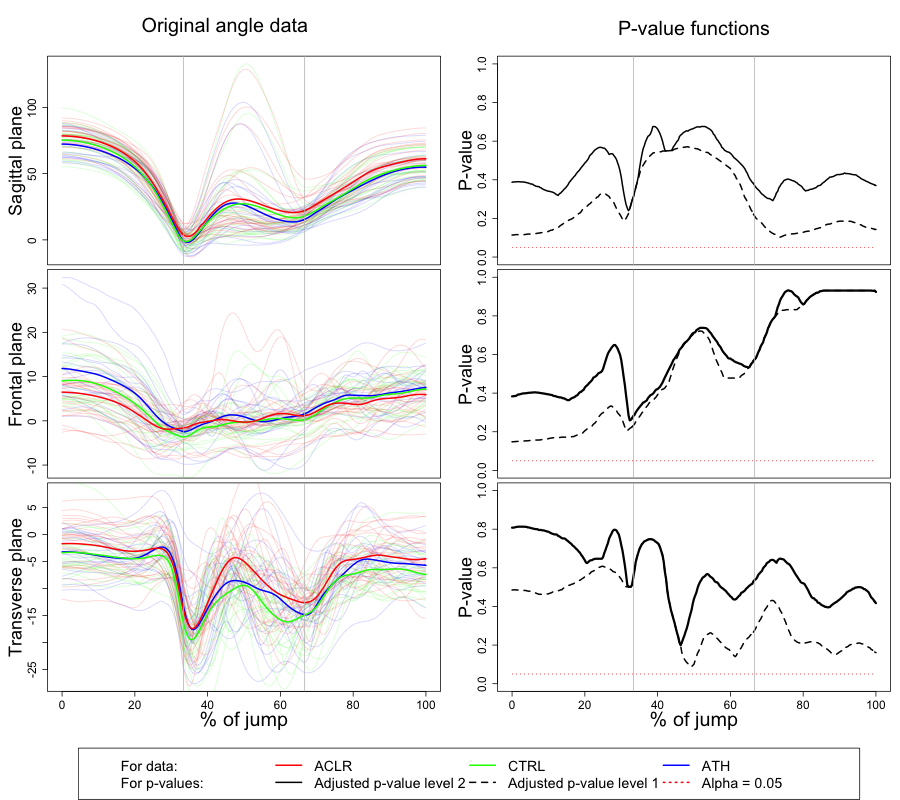 Original angle data
P-value functions
Sagittal plane
0 50 100
P-value
0.0 0.2 0.4 0.6 0.8 1.0
Frontal plane
-10 0 10 20 30
P-value
0.0 0.2 0.4 0.6 0.8 1.0
Transverse plane
-25 -15 -5 0 5
P-value
0.0 0.2 0.4 0.6 0.8 1.0
0 20 40 60 80 100
% of jump
0 20 40 60 80 100
% of jump
For data: ACLR CTRL ATH
For p-values: Adjusted p-value level 2 Adjusted p-value level 1 Alpha = 0.05